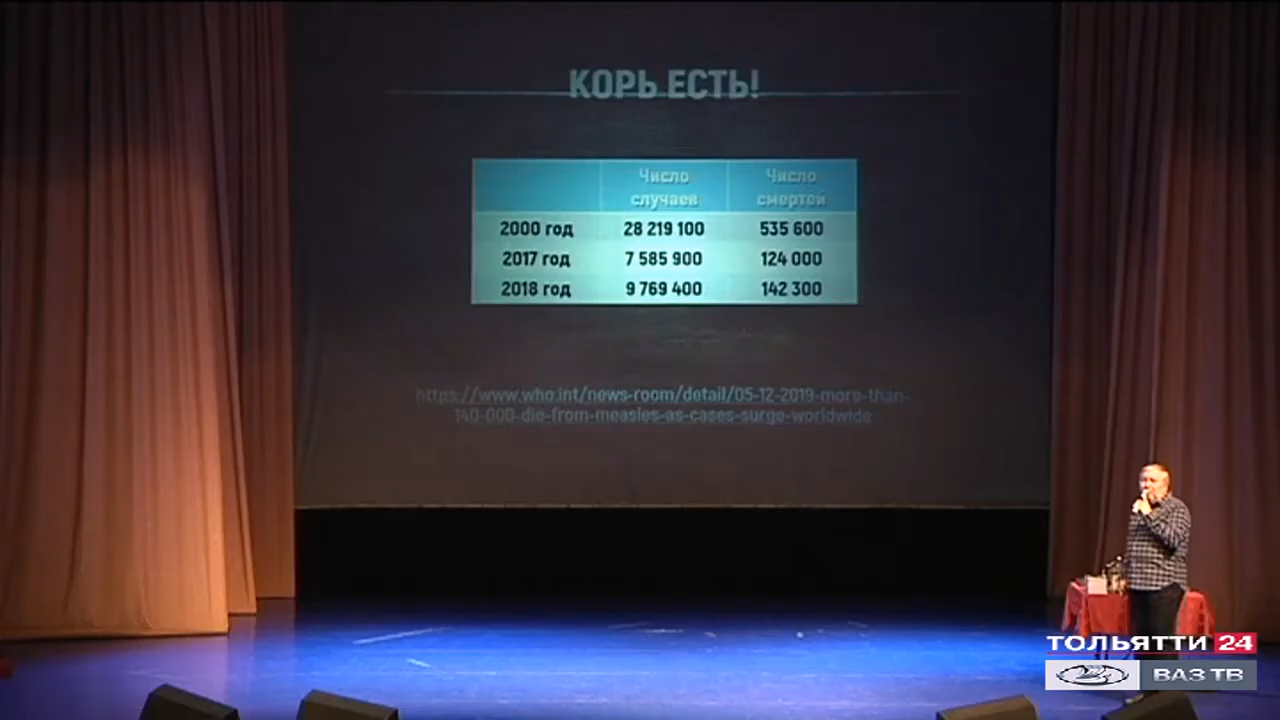 КОРЬ ЕСТЬ!
Число случаев
Число смертей
2000 год 28 219 100 535 600
2017 год 7 585 900 124 000
2018 год 9 769 400 142 300
https://www.who.int/news-room/detail/05-12-2019-more-than-
140-000-die-from-measles-as-cases-surge-worldwide
ТОЛЬЯТТИ 24
ВАЗ ТВ